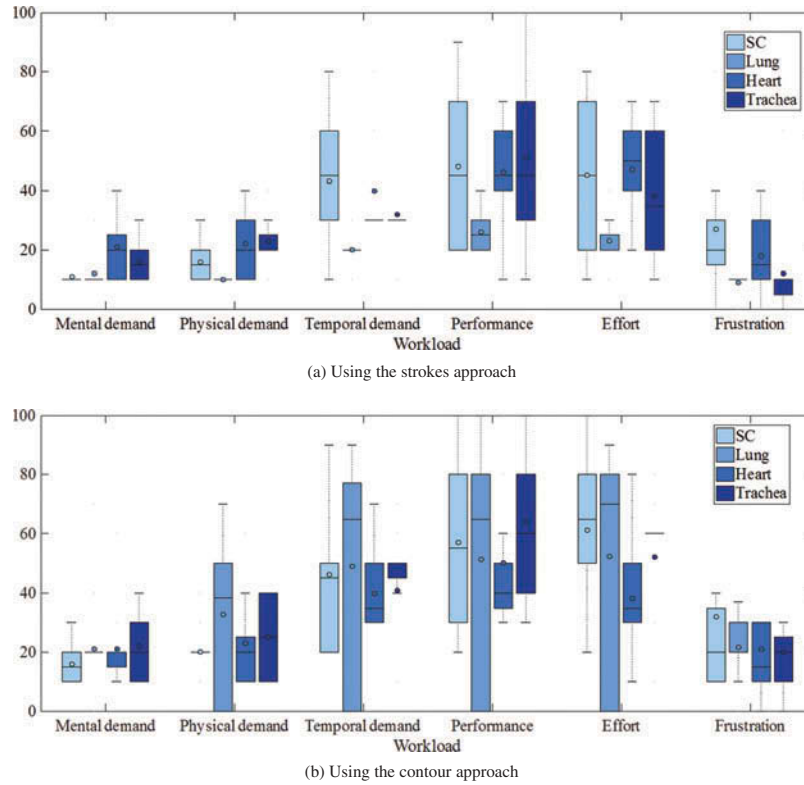 100
80
60
40
20
0
SC
Lung
Heart
Trachea
Mental demand Physical demand Temporal demand Performance Effort Frustration
Workload
(a) Using the strokes approach
100
80
60
40
20
0
SC
Lung
Heart
Trachea
Mental demand Physical demand Temporal demand Performance Effort Frustration
Workload
(b) Using the contour approach